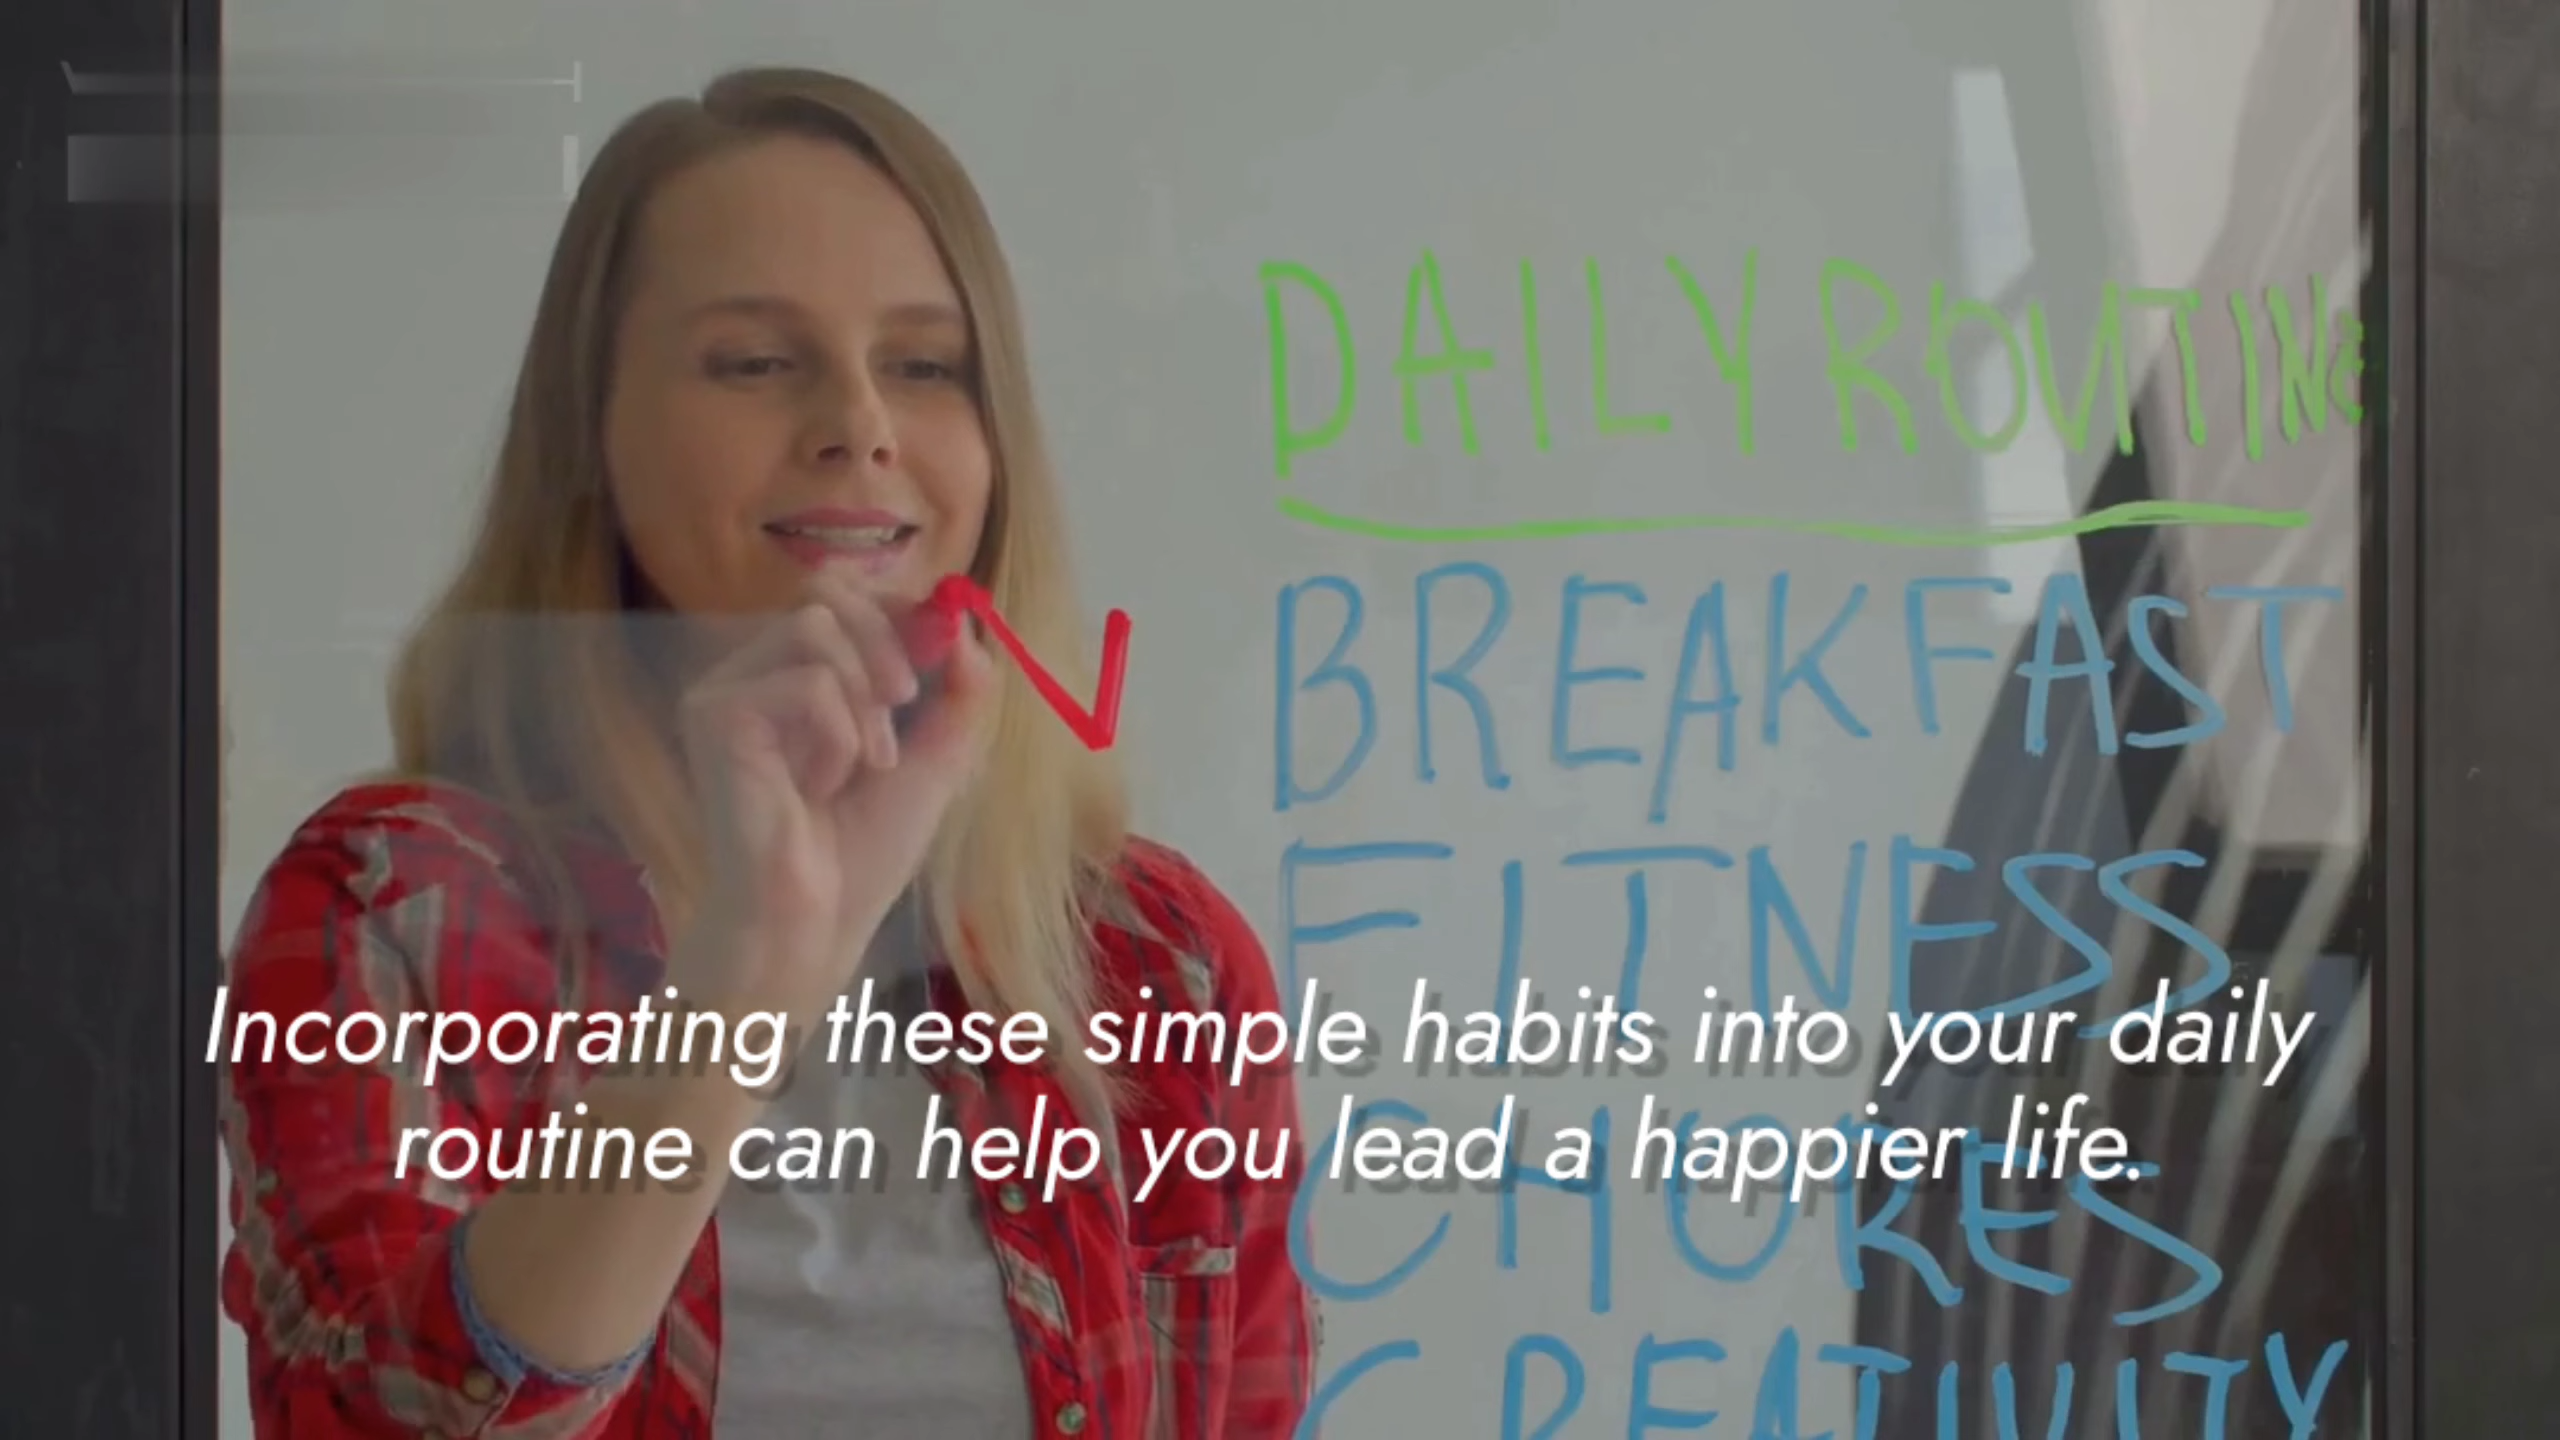 DAILY ROUTINE
BREAKFAST
FITNESS
Incorporating these simple habits into your daily
routine can help you lead a happier life.
CHORES
CREATIVITY